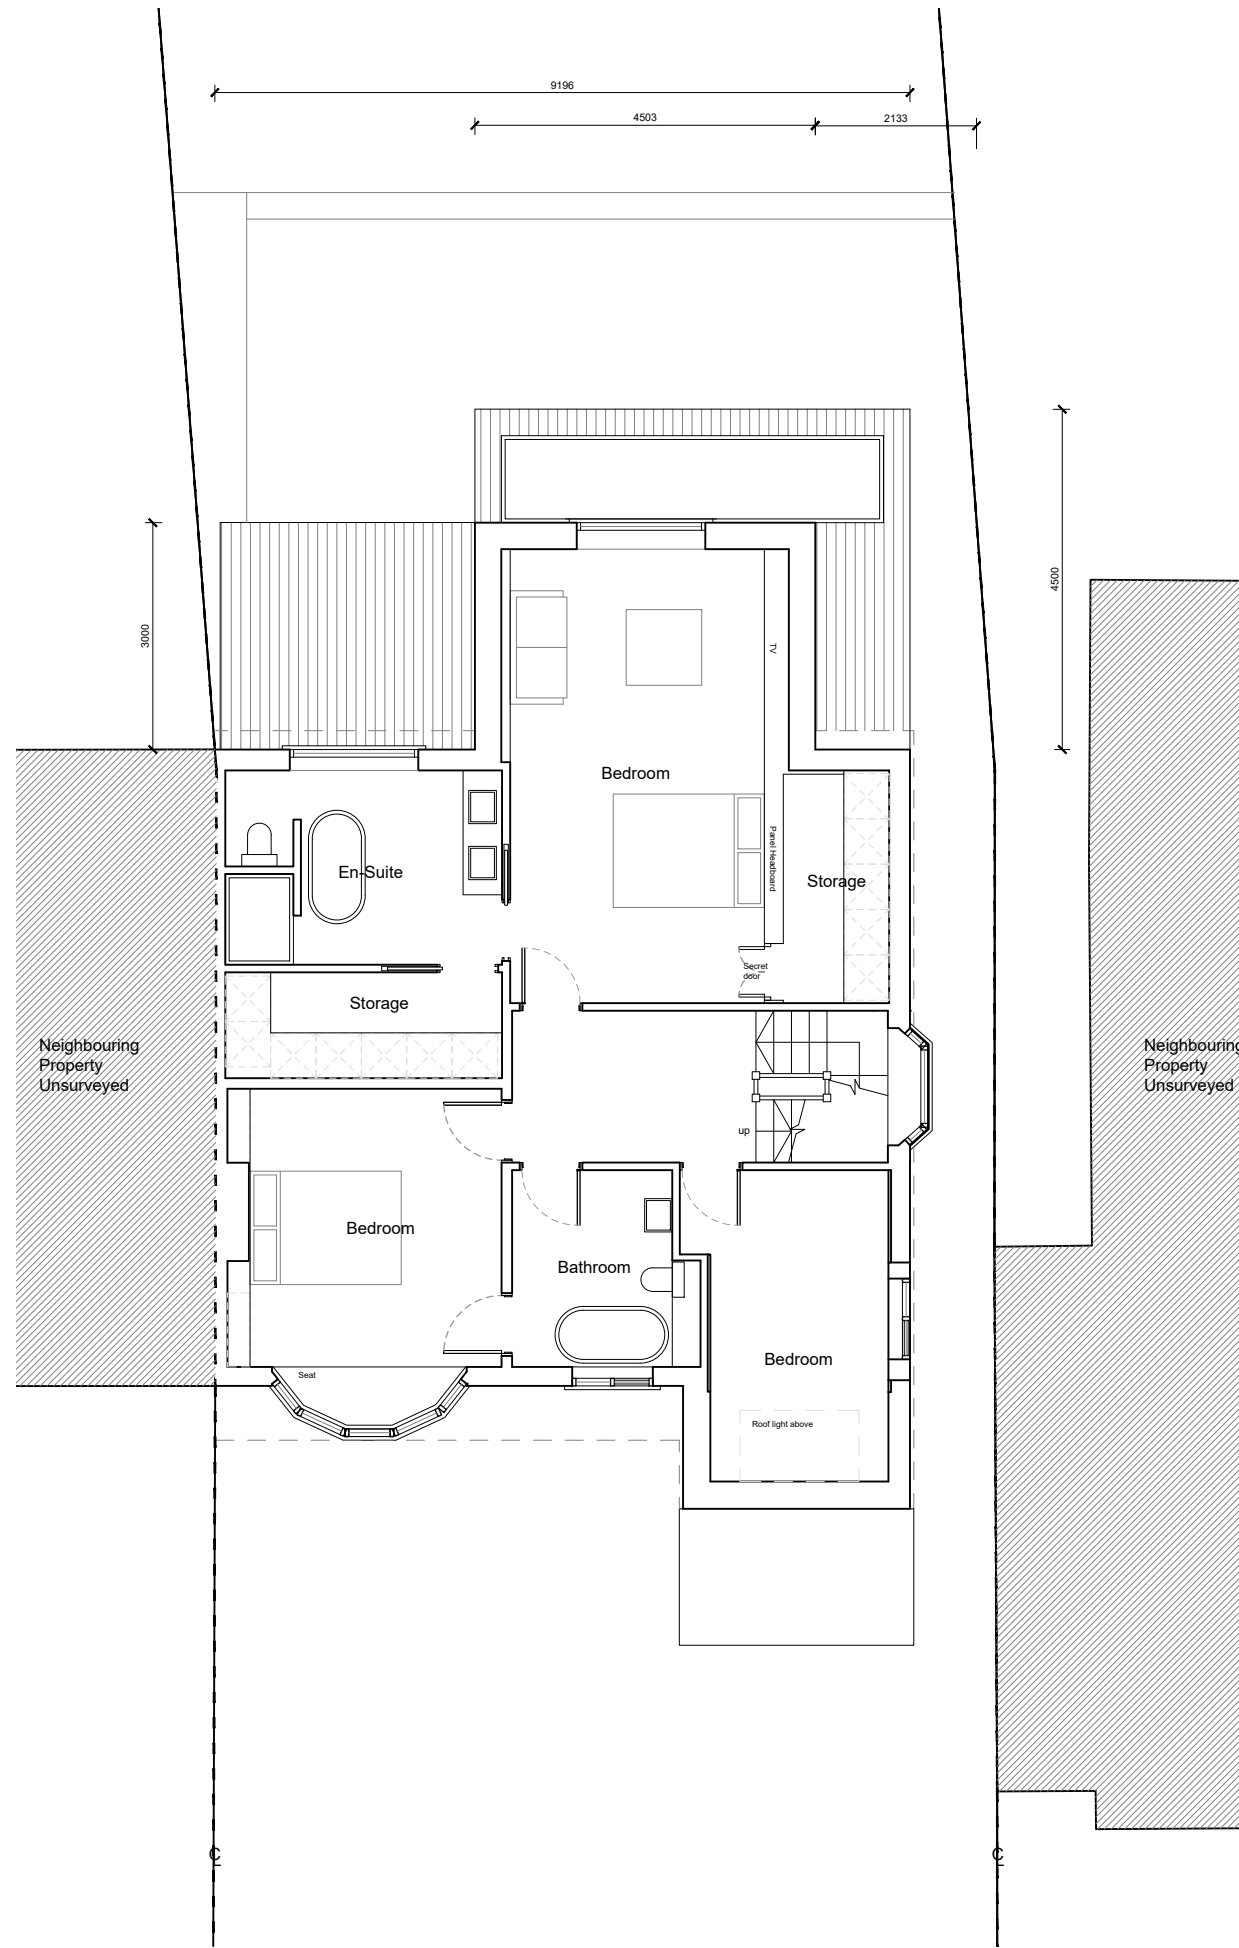 9196
4503
2133
4500
3000
TV
Bedroom
Panel Headboard
En-Suite
Storage
Secret
door
Storage
Neighbouring
Property
Unsurveyed
Neighbouring
Property
Unsurveyed
up
Bedroom
Bathroom
Bedroom
Seat
Roof light above
C
C